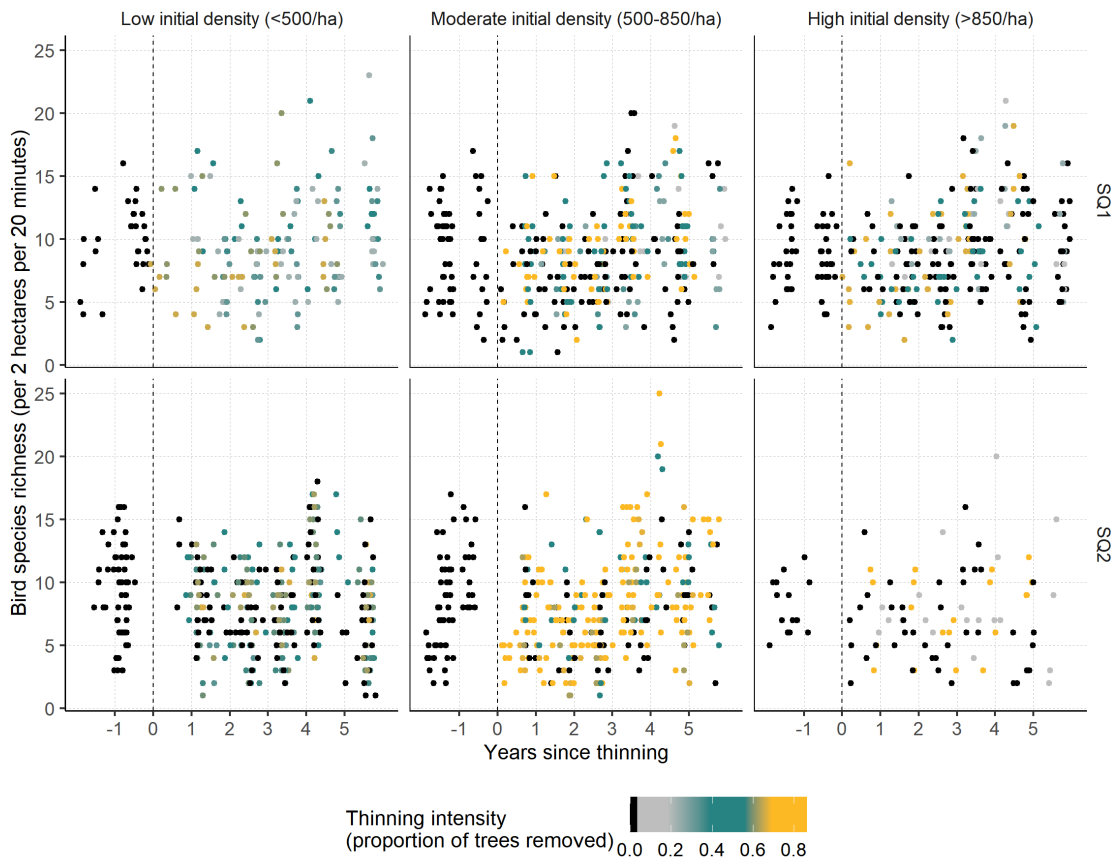 Low initial density (<500/ha)
Moderate initial density (500-850/ha)
High initial density (>850/ha)
Bird species richness (per 2 hectares per 20 minutes)
25
20
15
10
5
0
SQ1
25
20
15
10
5
0
SQ2
-1 0 1 2 3 4 5
-1 0 1 2 3 4 5
-1 0 1 2 3 4 5
Years since thinning
Thinning intensity
(proportion of trees removed)
0.0 0.2 0.4 0.6 0.8